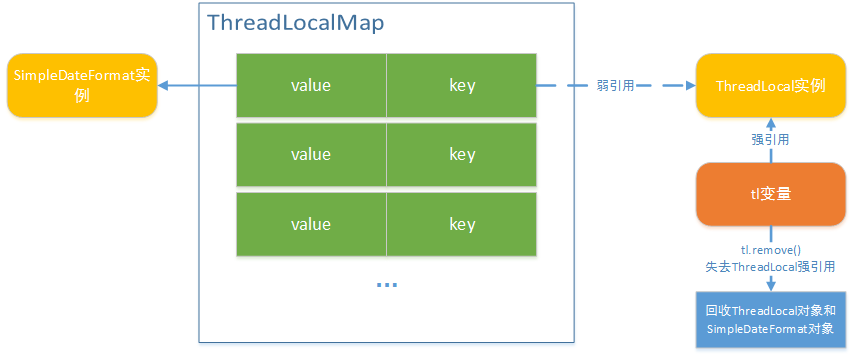 ThreadLocalMap
SimpleDateFormat实
例
value
key
弱引用
ThreadLocal实例
强引用
value
key
tl变量
value
key
tl.remove()
失去ThreadLocal强引用
...
回收ThreadLocal对象和
SimpleDateFormat对象